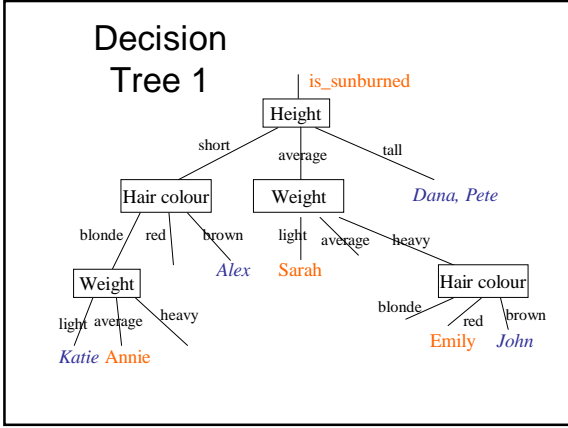 Decision
Tree 1
is_sunburned
Height
short
average
tall
Hair colour
Weight
Dana, Pete
blonde
red
brown
light
average
heavy
Alex
Sarah
Weight
Hair colour
light
average
heavy
blonde
red
brown
Katie
Annie
Emily
John